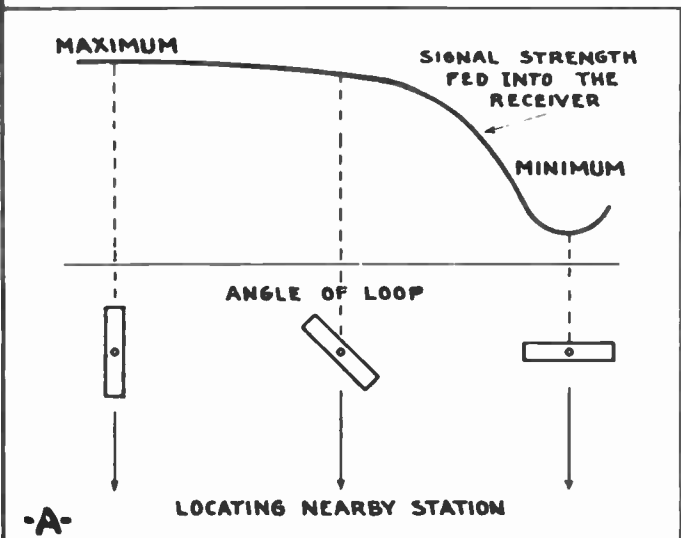 MAXIMUM
SIGNAL STRENGTH
FED INTO THE
RECEIVER
MINIMUM
ANGLE OF LOOP
LOCATING NEARBY STATION
-A-